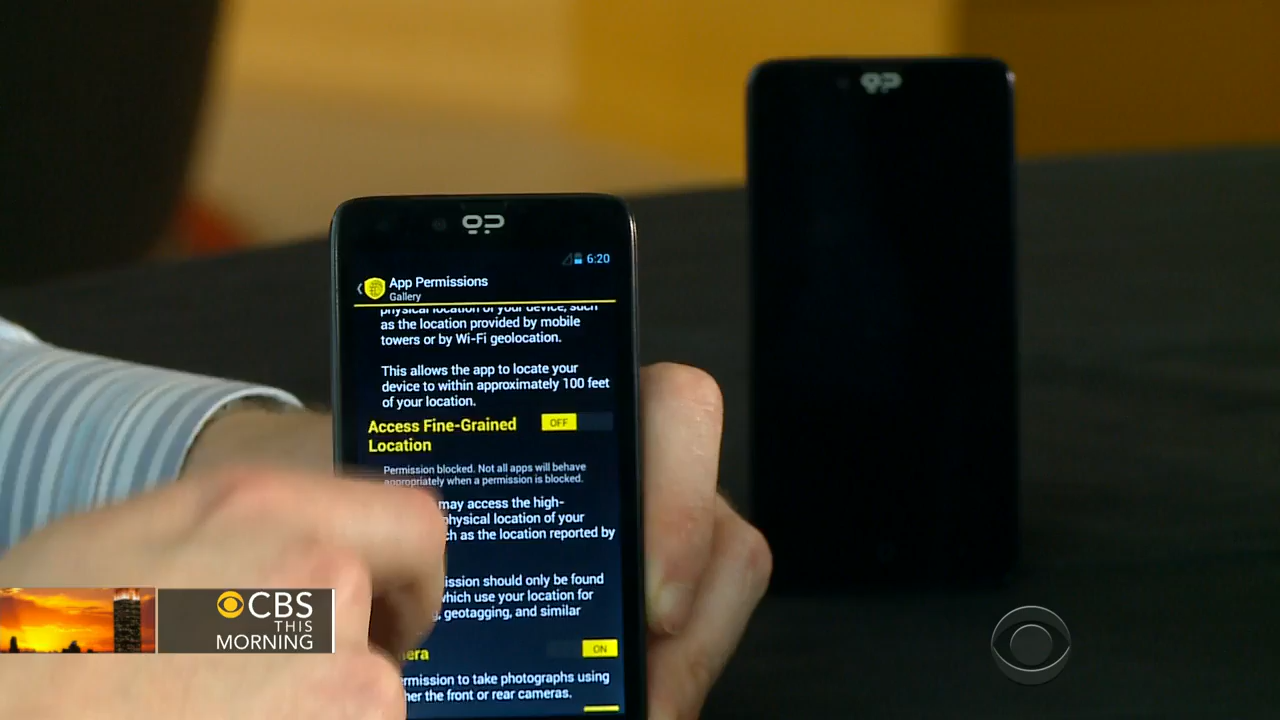 6:20
App Permissions
Gallery
physical location of your device, such
as the location provided by mobile
towers or by Wi-Fi geolocation.
This allows the app to locate your
device to within approximately 100 feet
of your location.
Access Fine-Grained OFF
Location
Permission blocked. Not all apps will behave
appropriately when a permission is blocked.
may access the high-
physical location of your
ch as the location reported by
ission should only be found
which use your location for
, geotagging, and similar
era ON
rmission to take photographs using
her the front or rear cameras.
CBS
THIS
MORNING